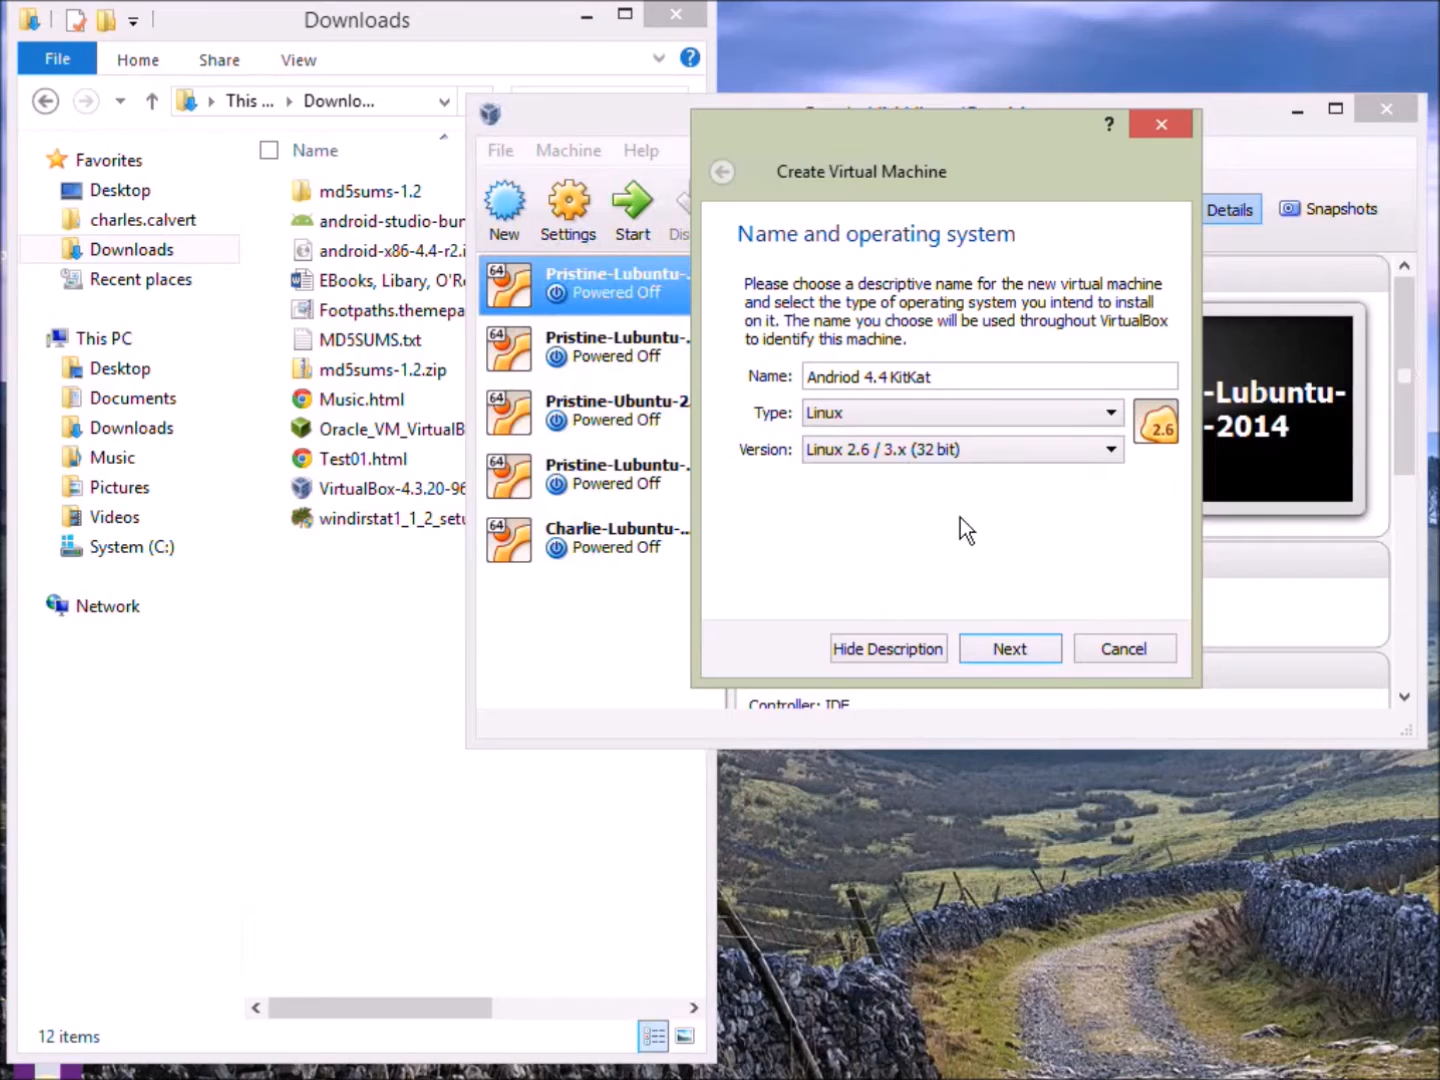 Downloads
File Home Share View
This ... Downlo...
Name
Favorites
Desktop
charles.calvert
Downloads
Recent places
This PC
Desktop
Documents
Downloads
Music
Pictures
Videos
System (C:)
Network
md5sums-1.2
android-studio-bun
android-x86-4.4-r2.i
EBooks, Libary, O'Re
Footpaths.themepa
MD5SUMS.txt
md5sums-1.2.zip
Music.html
Oracle_VM_VirtualB
Test01.html
VirtualBox-4.3.20-96
windirstat1_1_2_setu
12 items
File Machine Help
New Settings Start Dis
Details Snapshots
64 Pristine-Lubuntu-...
Powered Off
64 Pristine-Lubuntu-...
Powered Off
64 Pristine-Ubuntu-2
Powered Off
64 Pristine-Lubuntu-...
Powered Off
64 Charlie-Lubuntu-...
Powered Off
-Lubuntu-
-2014
Controller: IDE
?
Create Virtual Machine
Name and operating system
Please choose a descriptive name for the new virtual machine
and select the type of operating system you intend to install
on it. The name you choose will be used throughout VirtualBox
to identify this machine.
Name: Andriod 4.4 KitKat
Type: Linux
2.6
Version: Linux 2.6 / 3.x (32 bit)
Hide Description Next Cancel